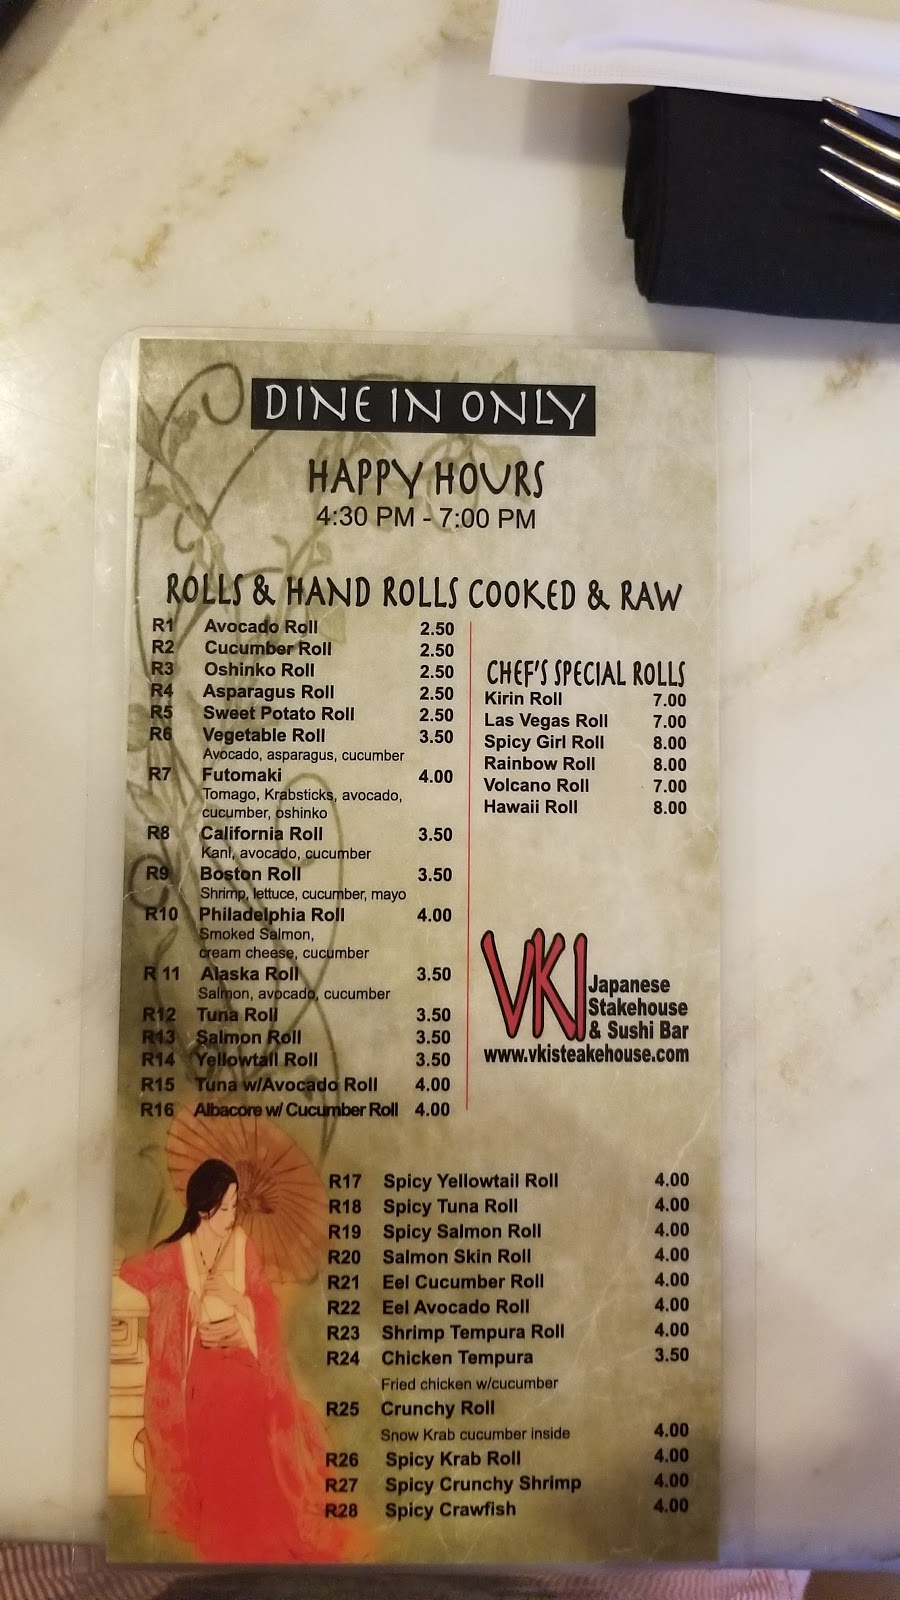 DINE IN ONLY
HAPPY HOURS
4:30 PM - 7:00 PM
ROLLS & HAND ROLLS COOKED & RAW
R1 Avocado Roll 2.50
R2 Cucumber Roll 2.50
R3 Oshinko Roll 2.50
R4 Asparagus Roll 2.50
R5 Sweet Potato Roll 2.50
R6 Vegetable Roll 3.50
Avocado, asparagus, cucumber
R7 Futomaki 4.00
Tomago, Krabsticks, avocado,
cucumber, oshinko
R8 California Roll 3.50
Kani, avocado, cucumber
R9 Boston Roll 3.50
Shrimp, lettuce, cucumber, mayo
R10 Philadelphia Roll 4.00
Smoked Salmon,
cream cheese, cucumber
R 11 Alaska Roll 3.50
Salmon, avocado, cucumber
R12 Tuna Roll 3.50
R13 Salmon Roll 3.50
R14 Yellowtail Roll 3.50
R15 Tuna w/Avocado Roll 4.00
R16 Albacore w/ Cucumber Roll 4.00
CHEF'S SPECIAL ROLLS
Kirin Roll 7.00
Las Vegas Roll 7.00
Spicy Girl Roll 8.00
Rainbow Roll 8.00
Volcano Roll 7.00
Hawaii Roll 8.00
VKI Japanese
Stakehouse
& Sushi Bar
www.vkisteakehouse.com
R17 Spicy Yellowtail Roll 4.00
R18 Spicy Tuna Roll 4.00
R19 Spicy Salmon Roll 4.00
R20 Salmon Skin Roll 4.00
R21 Eel Cucumber Roll 4.00
R22 Eel Avocado Roll 4.00
R23 Shrimp Tempura Roll 4.00
R24 Chicken Tempura 3.50
Fried chicken w/cucumber
R25 Crunchy Roll
Snow Krab cucumber inside 4.00
R26 Spicy Krab Roll 4.00
R27 Spicy Crunchy Shrimp 4.00
R28 Spicy Crawfish 4.00